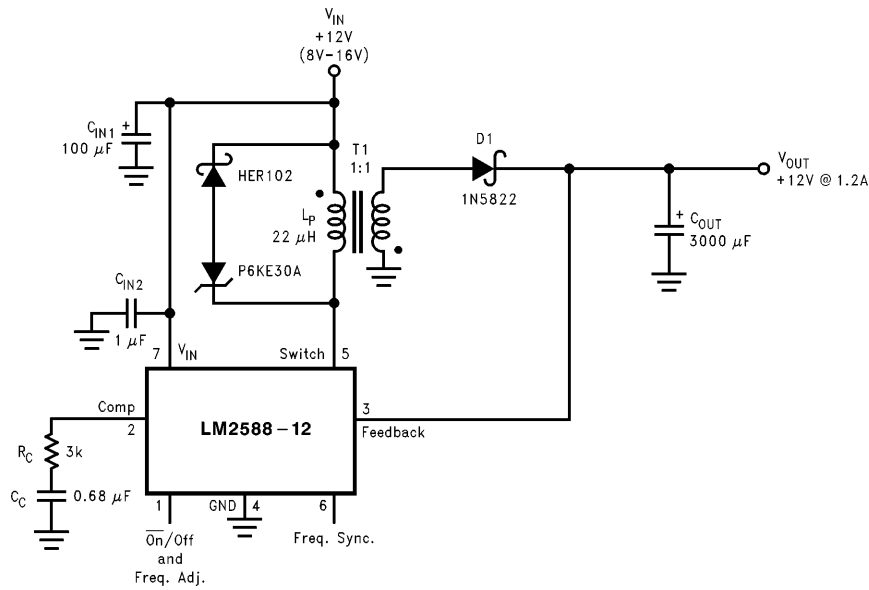 VIN
+12V
(8V–16V)
CIN1 +
100 μF
HER102
T1
1:1
D1
1N5822
VOUT
+12V @ 1.2A
LP
22 μH
+ COUT
3000 μF
P6KE30A
CIN2
1 μF
7 VIN
Switch 5
Comp
2
LM2588–12
3
Feedback
RC 3k
CC 0.68 μF
1
GND 4
6
On/Off
and
Freq. Adj.
Freq. Sync.